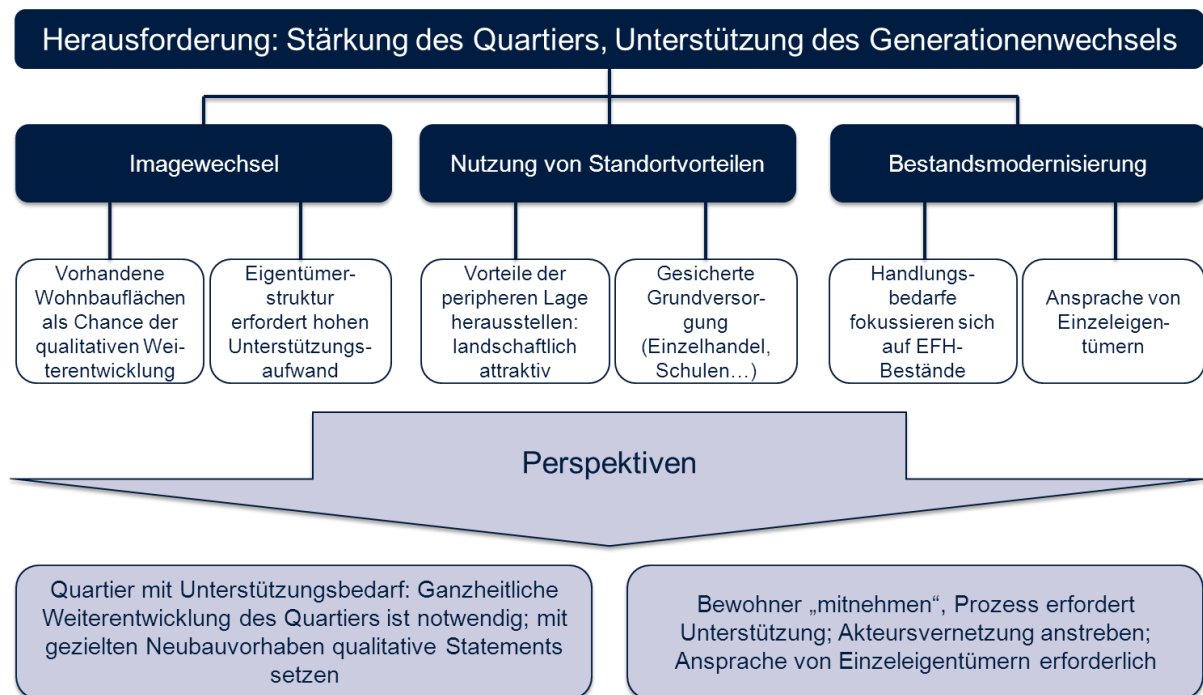 Herausforderung: Stärkung des Quartiers, Unterstützung des Generationenwechsels
Imagewechsel
Nutzung von Standortvorteilen
Bestandsmodernisierung
Vorhandene
Wohnbauflächen
als Chance der
qualitativen Wei-
terentwicklung
Eigentümer-
struktur
erfordert hohen
Unterstützungs-
aufwand
Vorteile der
peripheren Lage
herausstellen:
landschaftlich
attraktiv
Gesicherte
Grundversor-
gung
(Einzelhandel,
Schulen…)
Handlungs-
bedarfe
fokussieren sich
auf EFH-
Bestände
Ansprache von
Einzeleigen-
tümern
Perspektiven
Quartier mit Unterstützungsbedarf: Ganzheitliche
Weiterentwicklung des Quartiers ist notwendig; mit
gezielten Neubauvorhaben qualitative Statements
setzen
Bewohner „mitnehmen“, Prozess erfordert
Unterstützung; Akteursvernetzung anstreben;
Ansprache von Einzeleigentümern erforderlich